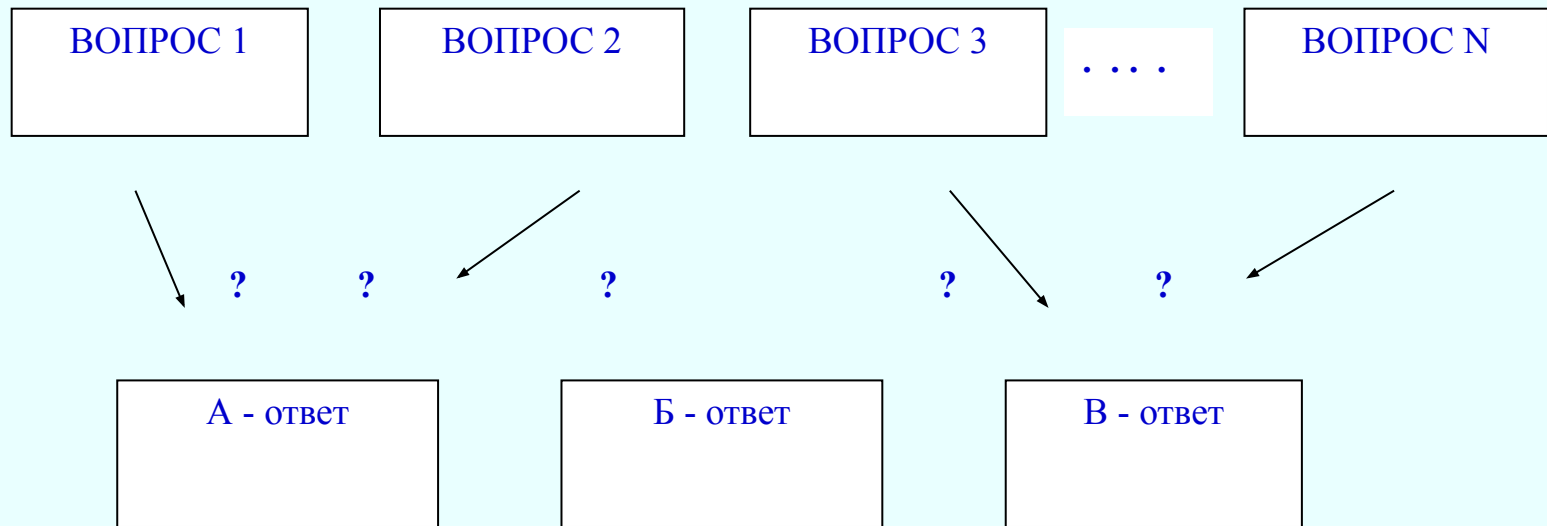 ВОПРОС 1
ВОПРОС 2
ВОПРОС 3
. . . .
ВОПРОС N
? ? ? ? ?
А - ответ
Б - ответ
В - ответ